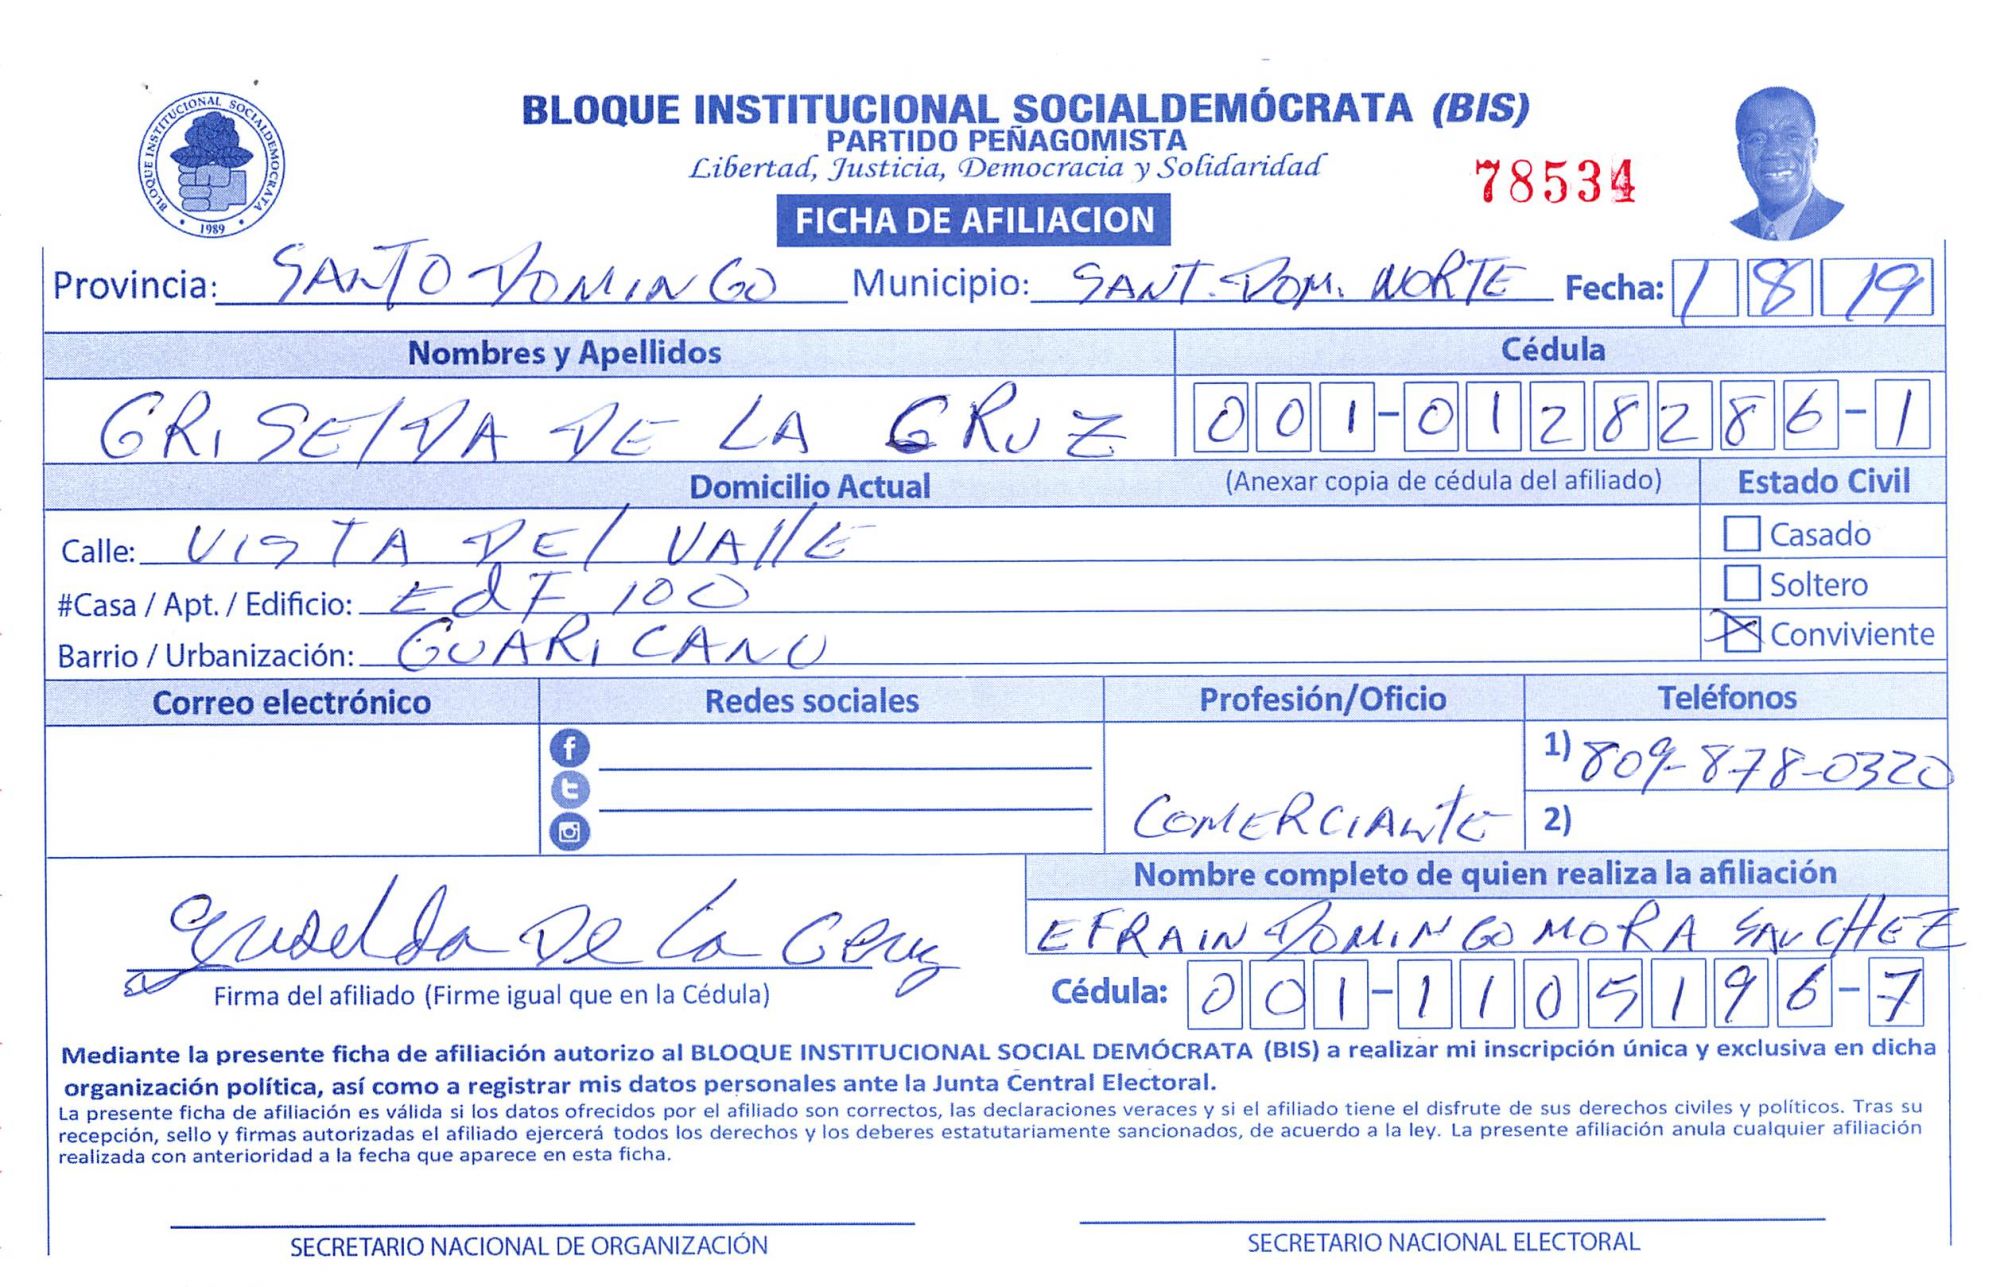 BLOQUE INSTITUCIONAL SOCIALDEMOCRATA
1989
BLOQUE INSTITUCIONAL SOCIALDEMÓCRATA (BIS)
PARTIDO PEÑAGOMISTA
Libertad, Justicia, Democracia y Solidaridad
78534
FICHA DE AFILIACION
Provincia: SANTO DOMINGO Municipio: SANT. DOM. NORTE Fecha: 1 8 19
Nombres y Apellidos Cédula
GRISELDA DE LA CRUZ 001-0128286-1
Domicilio Actual (Anexar copia de cédula del afiliado) Estado Civil
Calle: VISTA DEL VALLE Casado
#Casa / Apt. / Edificio: EdF 100 Soltero
Barrio / Urbanización: GUARICANO Conviviente
Correo electrónico Redes sociales Profesión/Oficio Teléfonos
1) 809-878-0320
COMERCIANTE 2)
Nombre completo de quien realiza la afiliación
EFRAIN DOMINGO MORA SANCHEZ
Griselda De La Cruz
Firma del afiliado (Firme igual que en la Cédula) Cédula: 001-1105196-7
Mediante la presente ficha de afiliación autorizo al BLOQUE INSTITUCIONAL SOCIAL DEMÓCRATA (BIS) a realizar mi inscripción única y exclusiva en dicha
organización política, así como a registrar mis datos personales ante la Junta Central Electoral.
La presente ficha de afiliación es válida si los datos ofrecidos por el afiliado son correctos, las declaraciones veraces y si el afiliado tiene el disfrute de sus derechos civiles y políticos. Tras su
recepción, sello y firmas autorizadas el afiliado ejercerá todos los derechos y los deberes estatutariamente sancionados, de acuerdo a la ley. La presente afiliación anula cualquier afiliación
realizada con anterioridad a la fecha que aparece en esta ficha.
SECRETARIO NACIONAL DE ORGANIZACIÓN SECRETARIO NACIONAL ELECTORAL